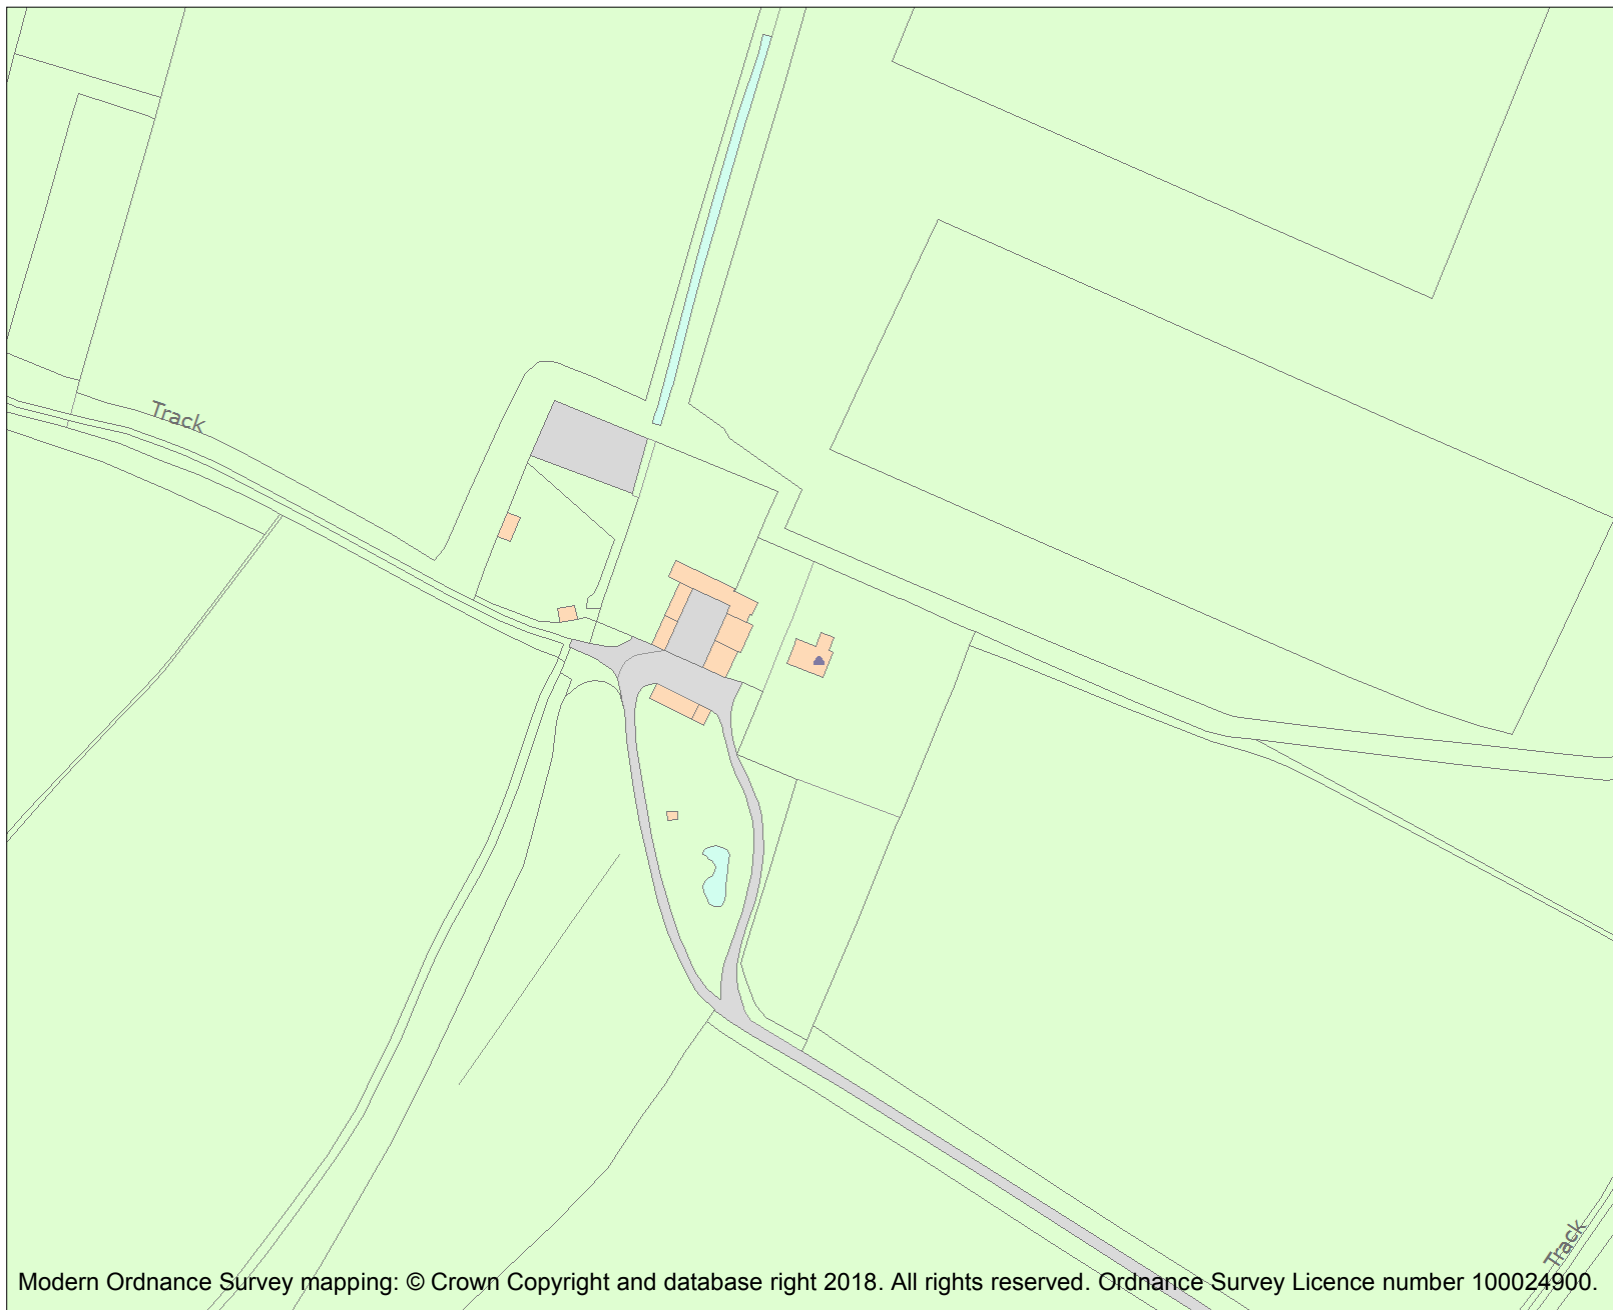 Track
Track
Modern Ordnance Survey mapping: © Crown Copyright and database right 2018. All rights reserved. Ordnance Survey Licence number 100024900.